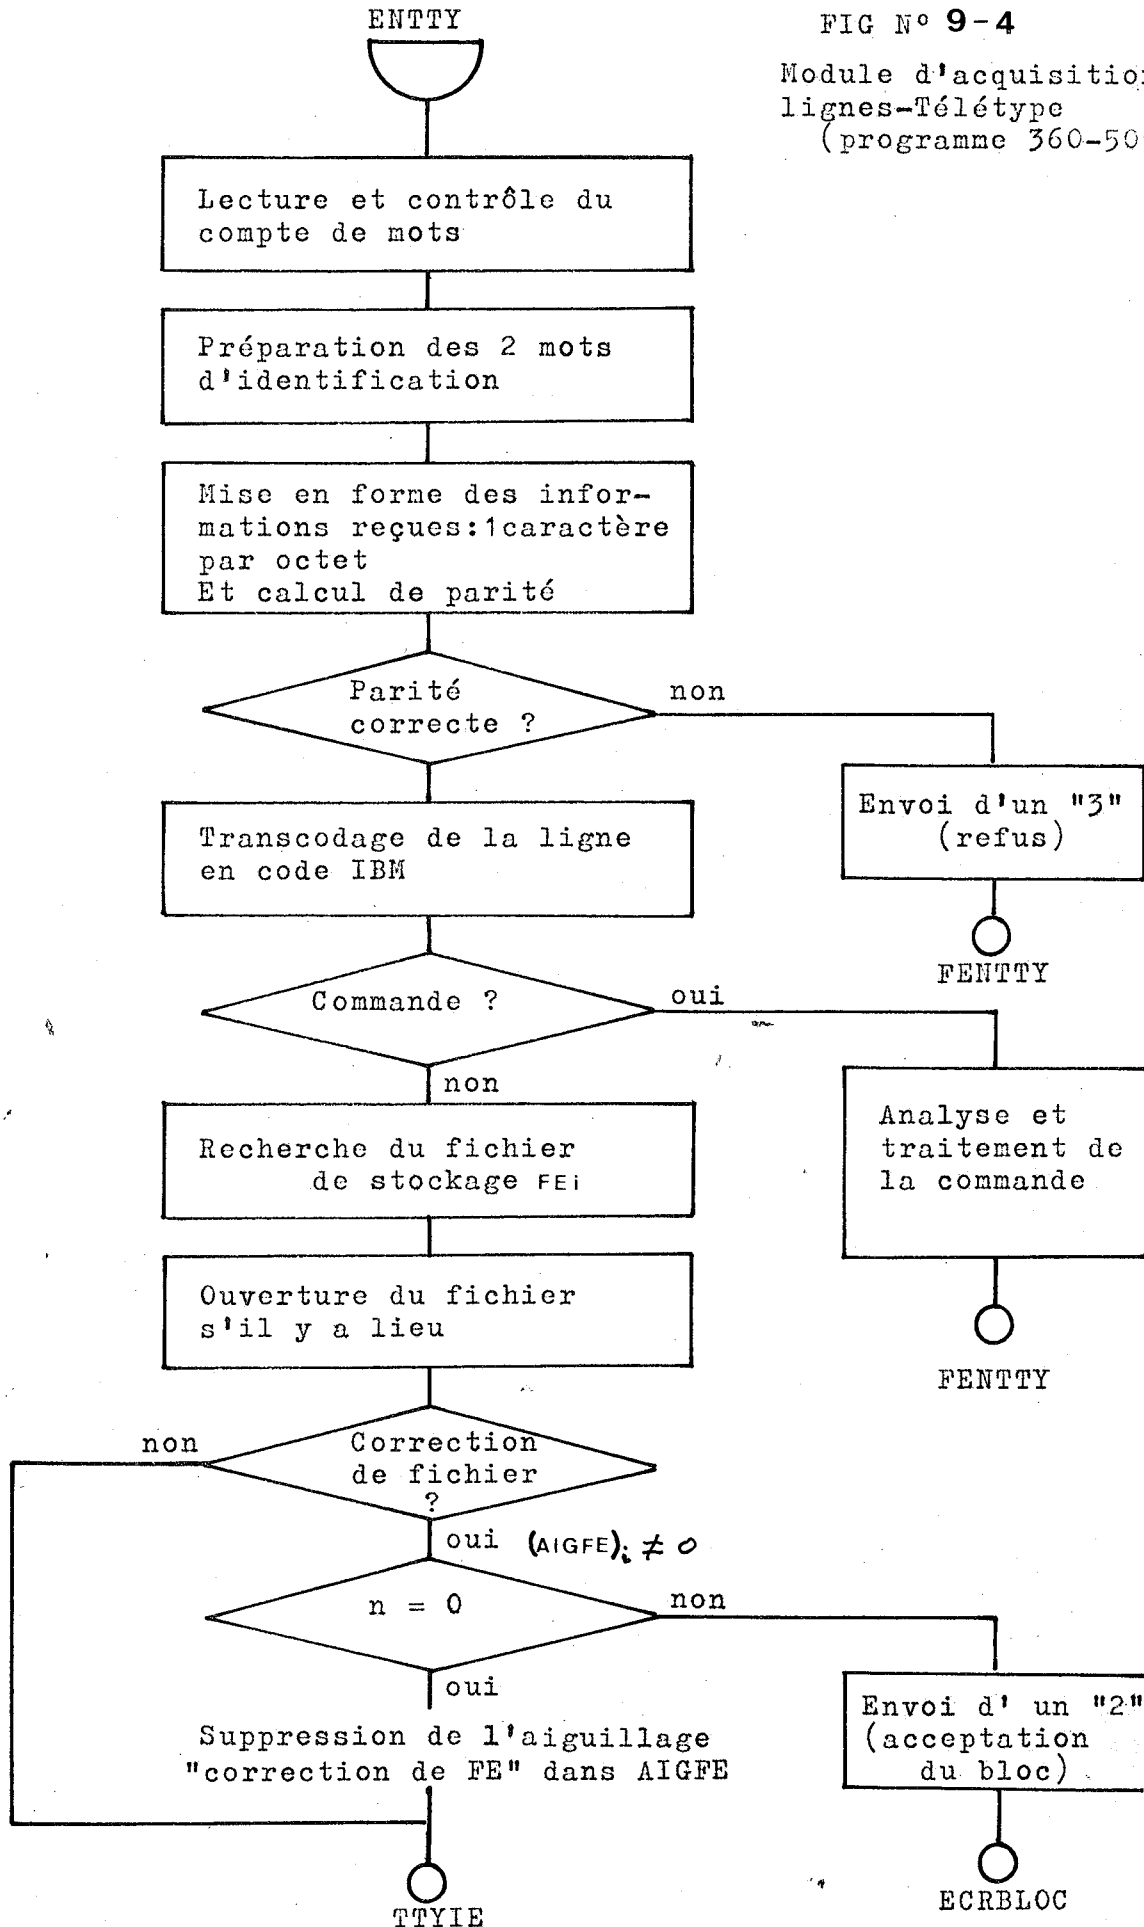 ENTTY
FIG N° 9-4
Module d'acquisition
lignes-Télétype
(programme 360-50
Lecture et contrôle du
compte de mots
Préparation des 2 mots
d'identification
Mise en forme des infor-
mations reçues:1caractère
par octet
Et calcul de parité
Parité
correcte ?
non
Envoi d'un "3"
(refus)
FENTTY
Transcodage de la ligne
en code IBM
Commande ?
oui
non
Analyse et
traitement de
la commande
FENTTY
Recherche du fichier
de stockage FEi
Ouverture du fichier
s'il y a lieu
non
Correction
de fichier
?
oui (AIGFE)i ≠ 0
n = 0
non
oui
Envoi d' un "2"
(acceptation
du bloc)
ECRBLOC
Suppression de l'aiguillage
"correction de FE" dans AIGFE
TTYIE